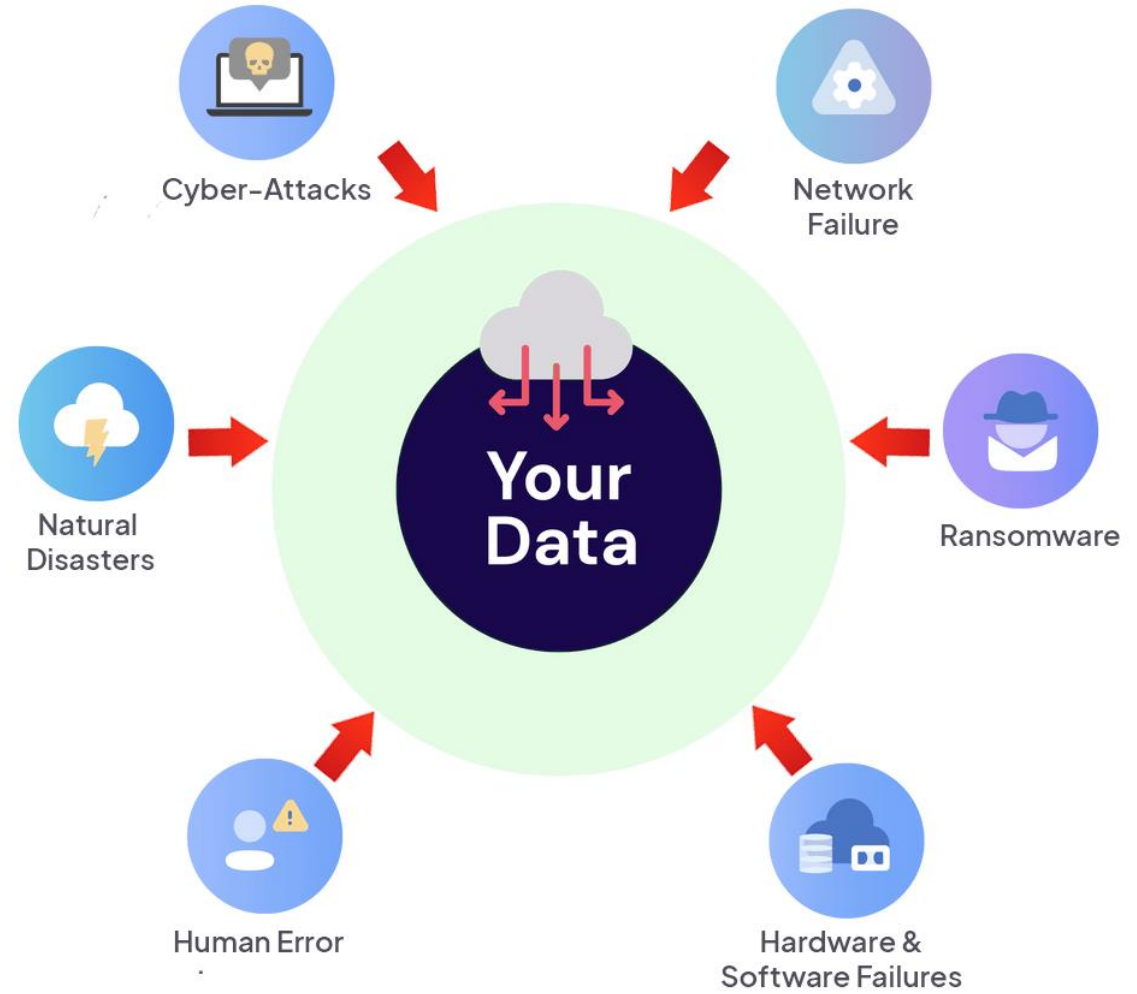 Cyber-Attacks
Network
Failure
Your
Data
Natural
Disasters
Ransomware
Human Error
Hardware &
Software Failures